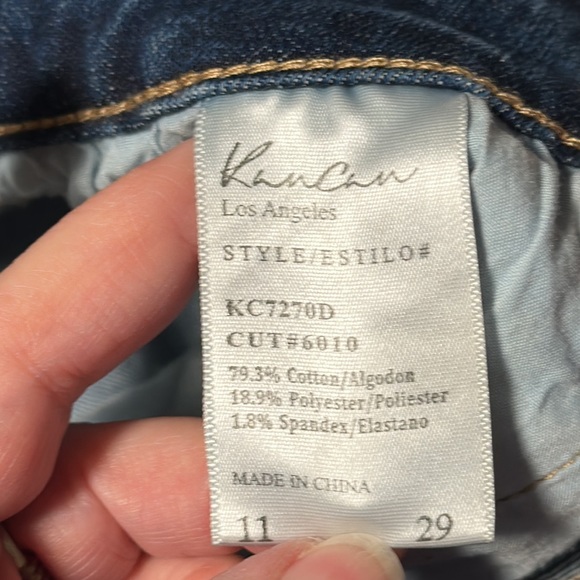 KanCan
Los Angeles
STYLE/ESTILO#
KC7270D
CUT#6010
79.3% Cotton/Algodon
18.9% Polyester/Poliester
1.8% Spandex/Elastano
MADE IN CHINA
11 29